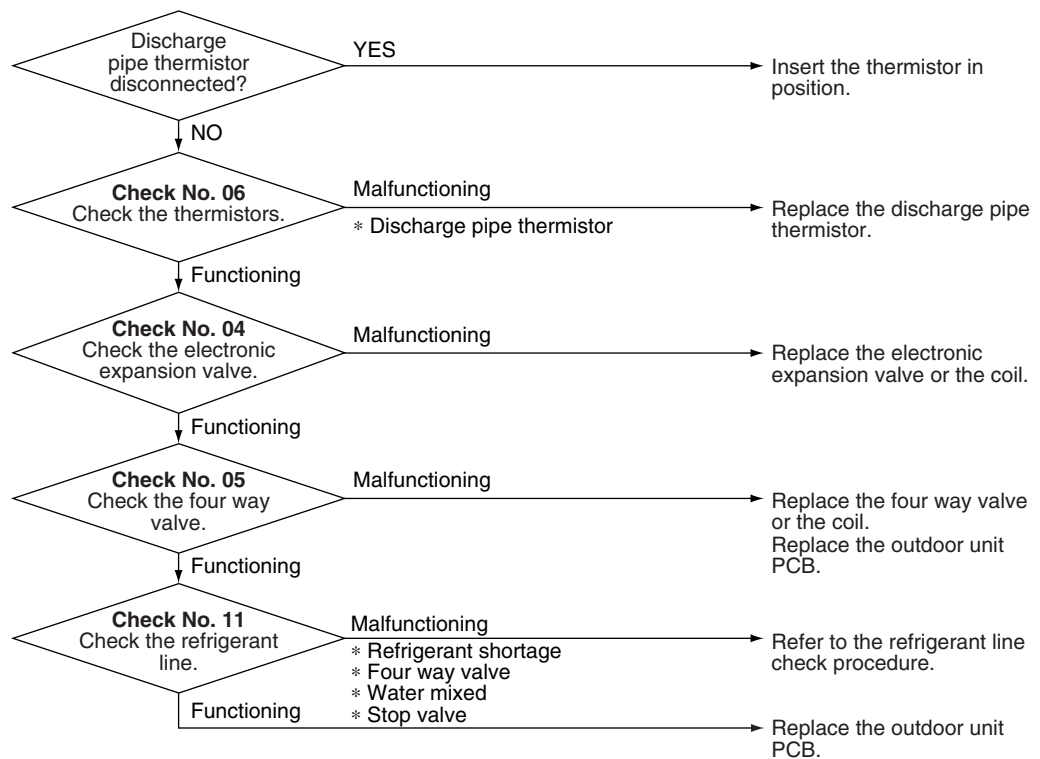 Discharge
pipe thermistor
disconnected?
YES
Insert the thermistor in
position.
NO
Check No. 06
Check the thermistors.
Malfunctioning
* Discharge pipe thermistor
Replace the discharge pipe
thermistor.
Functioning
Check No. 04
Check the electronic
expansion valve.
Malfunctioning
Replace the electronic
expansion valve or the coil.
Functioning
Check No. 05
Check the four way
valve.
Malfunctioning
Replace the four way valve
or the coil.
Replace the outdoor unit
PCB.
Functioning
Check No. 11
Check the refrigerant
line.
Malfunctioning
* Refrigerant shortage
* Four way valve
* Water mixed
* Stop valve
Refer to the refrigerant line
check procedure.
Functioning
Replace the outdoor unit
PCB.